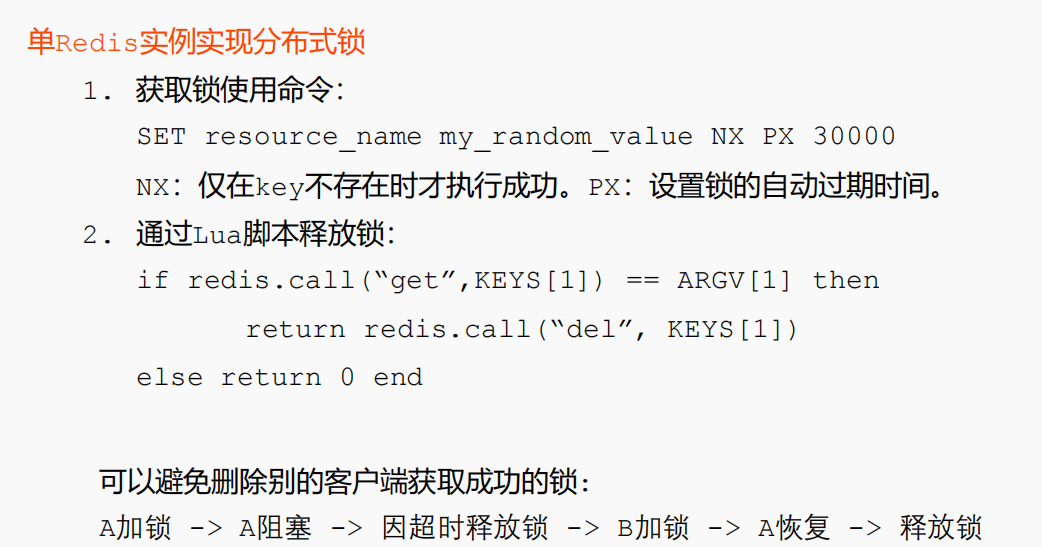 单Redis实例实现分布式锁
1. 获取锁使用命令:
SET resource_name my_random_value NX PX 30000
NX：仅在key不存在时才执行成功。PX：设置锁的自动过期时间。
2. 通过Lua脚本释放锁:
if redis.call(“get”,KEYS[1]) == ARGV[1] then
return redis.call(“del”, KEYS[1])
else return 0 end
可以避免删除别的客户端获取成功的锁:
A加锁 -> A阻塞 -> 因超时释放锁 -> B加锁 -> A恢复 -> 释放锁